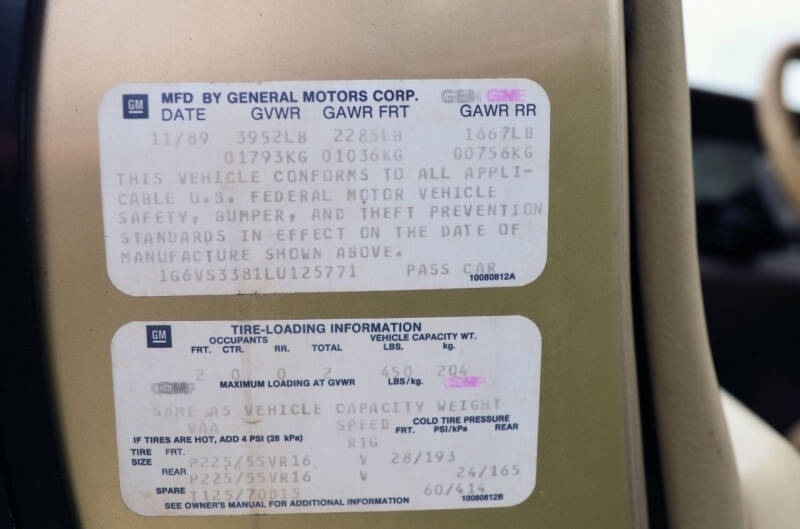 GM MFD BY GENERAL MOTORS CORP. GEN GNE
DATE GVWR GAWR FRT GAWR RR
11/89 3952LB 2285LB 1667LB
01793KG 01036KG 00756KG
THIS VEHICLE CONFORMS TO ALL APPLI-
CABLE U.S. FEDERAL MOTOR VEHICLE
SAFETY, BUMPER, AND THEFT PREVENTION
STANDARDS IN EFFECT ON THE DATE OF
MANUFACTURE SHOWN ABOVE.
1G6VS3381LU125771 PASS CAR 10080812A
GM TIRE-LOADING INFORMATION
OCCUPANTS VEHICLE CAPACITY WT.
FRT. CTR. RR. TOTAL LBS. kg.
2 0 0 2 450 204
MAXIMUM LOADING AT GVWR LBS/kg.
SAME AS VEHICLE CAPACITY WEIGHT
VAA SPEED COLD TIRE PRESSURE
FRT. PSI/kPa REAR
IF TIRES ARE HOT, ADD 4 PSI (28 kPa) RTG
TIRE SIZE FRT. P225/55VR16 V 28/193
REAR P225/55VR16 V 24/165
SPARE T125/70D15 60/414
SEE OWNER'S MANUAL FOR ADDITIONAL INFORMATION 10080812B